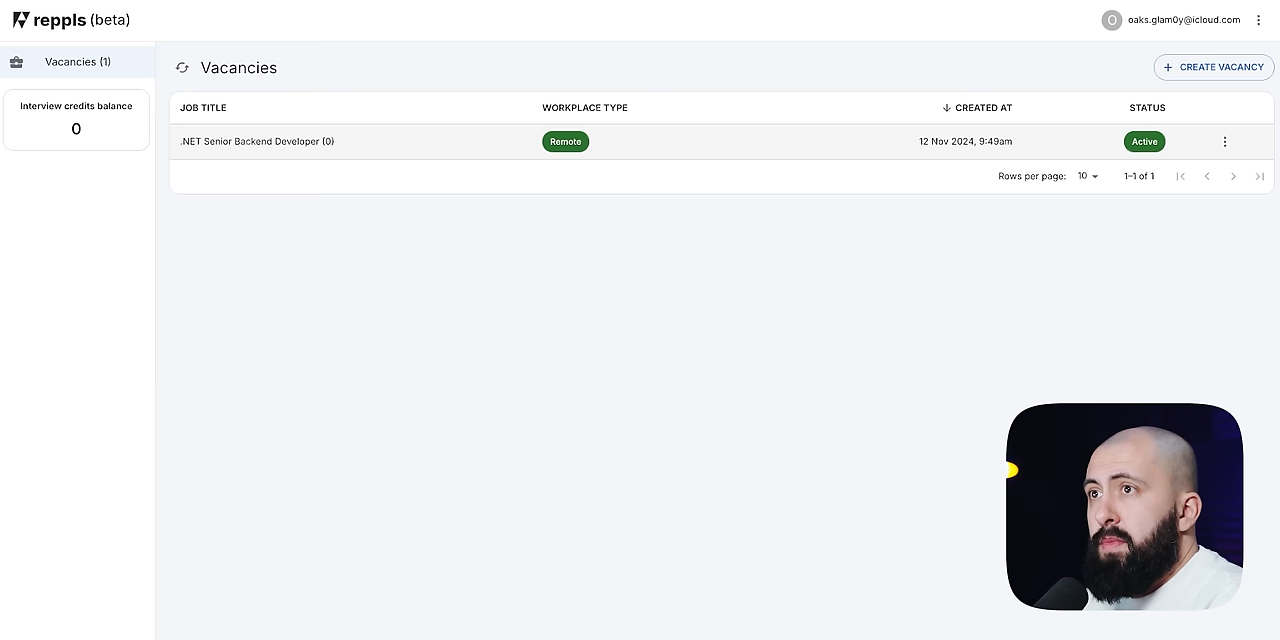 reppls (beta)
O oaks.glam0y@icloud.com
Vacancies (1)
Interview credits balance
0
Vacancies
+ CREATE VACANCY
JOB TITLE WORKPLACE TYPE CREATED AT STATUS
.NET Senior Backend Developer (0) Remote 12 Nov 2024, 9:49am Active
Rows per page: 10 1–1 of 1